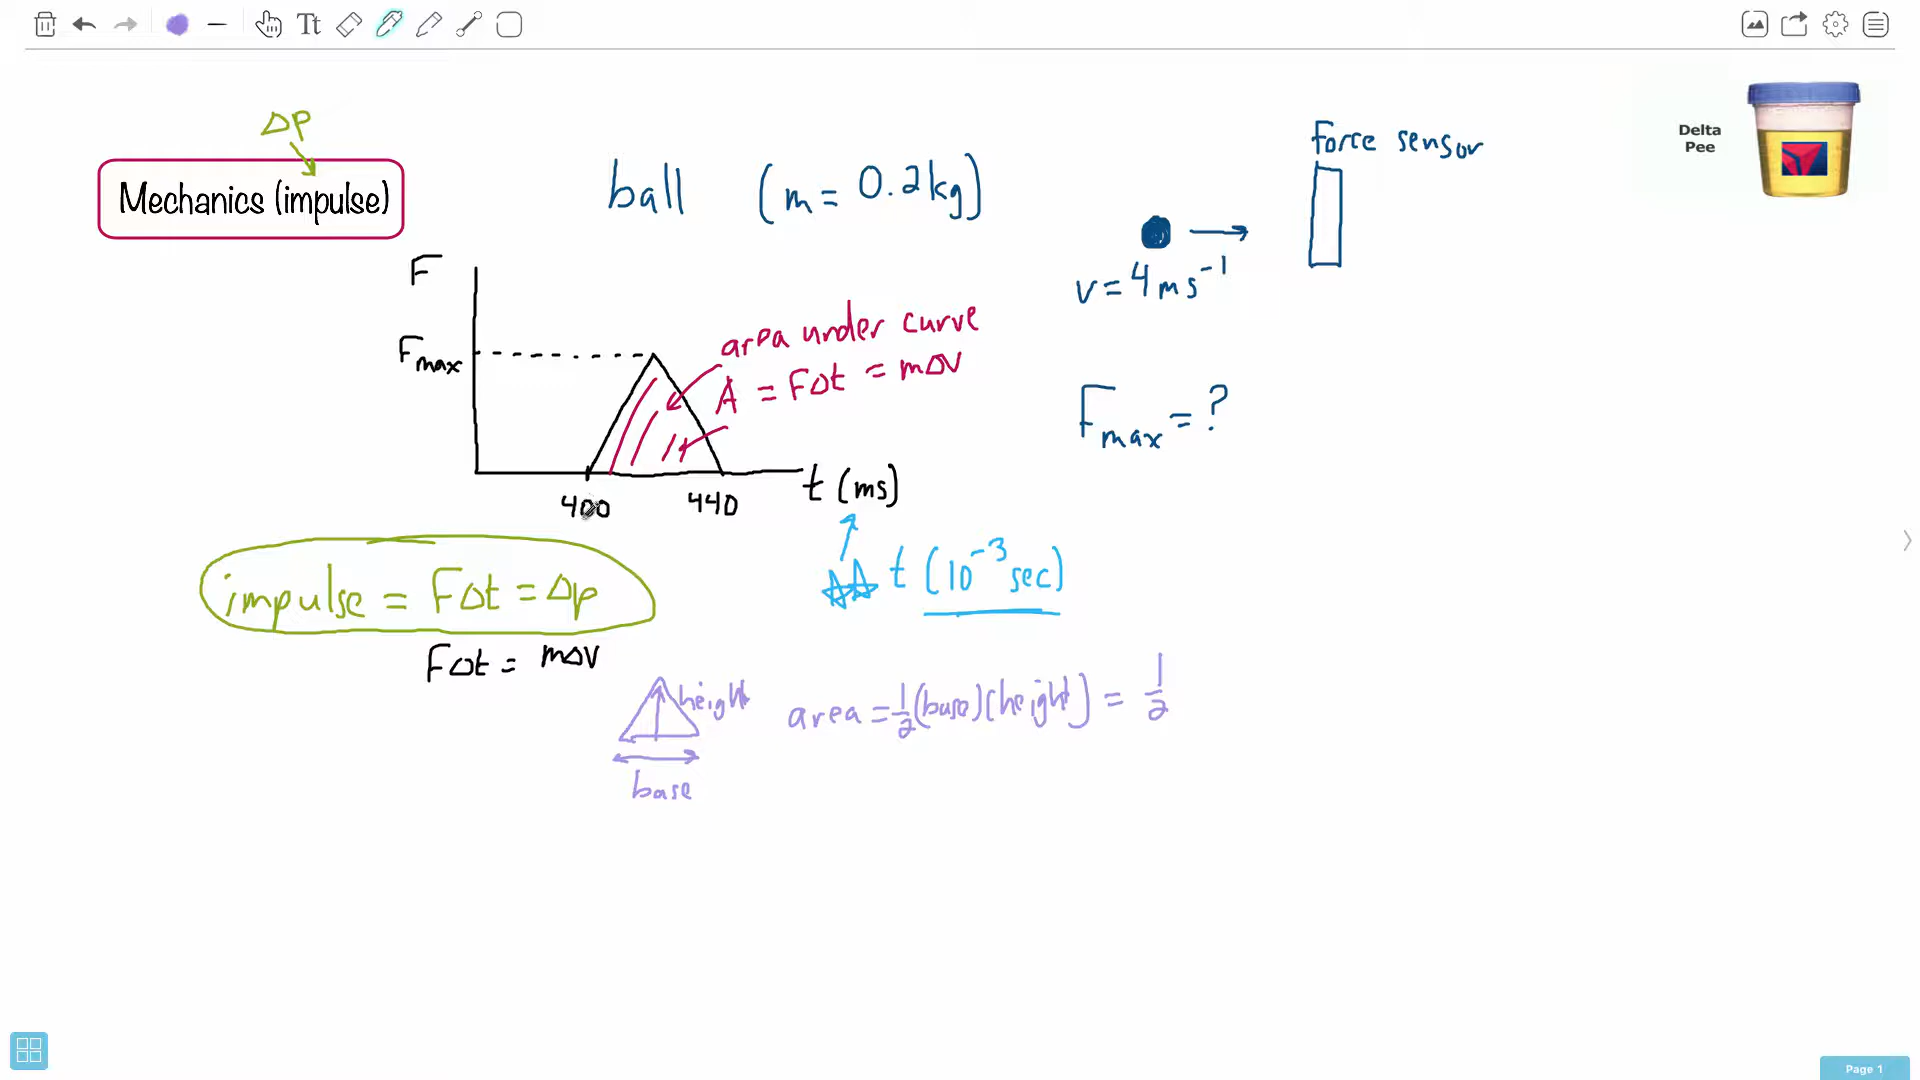 Tt
ΔP
Mechanics (impulse)
ball (m = 0.2kg)
Force sensor
Delta
Pee
v = 4ms⁻¹
F
Fmax
area under curve
A = FΔt = mΔV
Fmax = ?
400
440
t (ms)
t (10⁻³ sec)
impulse = FΔt = Δp
FΔt = mΔV
height
area = 1/2 (base)(height) = 1/2
base
Page 1